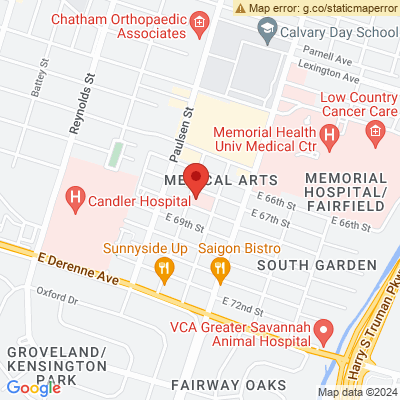 Map error: g.co/staticmaperror
Chatham Orthopaedic
Associates
Calvary Day School
Parnell Ave
Lexington Ave
Battey St
Reynolds St
Paulsen St
Low Country
Cancer Care
Memorial Health
Univ Medical Ctr
MEDICAL ARTS
MEMORIAL
HOSPITAL/
FAIRFIELD
Candler Hospital
E 66th St
E 67th St
E 66th St
E 69th St
Sunnyside Up
Saigon Bistro
E Derenne Ave
SOUTH GARDEN
Oxford Dr
E 72nd St
VCA Greater Savannah
Animal Hospital
Harry S Truman Pkwy
GROVELAND/
KENSINGTON
PARK
FAIRWAY OAKS
Google
Map data ©2024